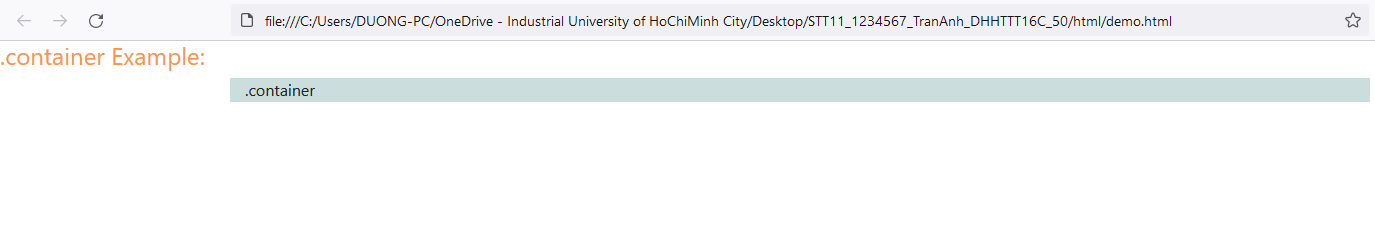 file:///C:/Users/DUONG-PC/OneDrive - Industrial University of HoChiMinh City/Desktop/STT11_1234567_TranAnh_DHHTTT16C_50/html/demo.html
.container Example:
.container